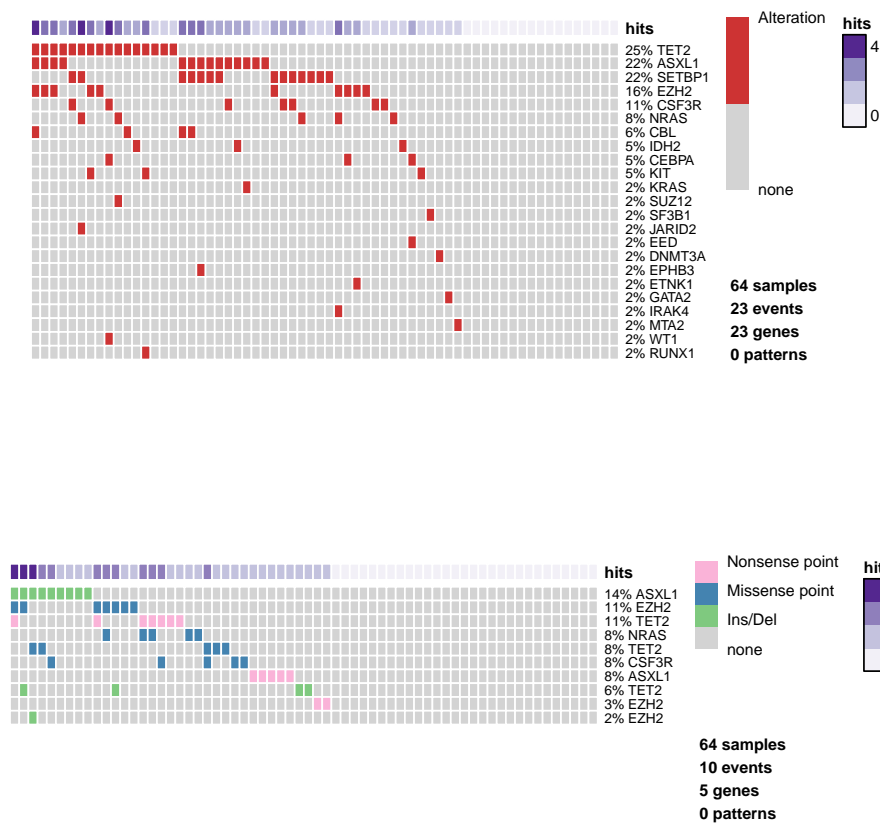 hits
25% TET2
22% ASXL1
22% SETBP1
16% EZH2
11% CSF3R
8% NRAS
6% CBL
5% IDH2
5% CEBPA
5% KIT
2% KRAS
2% SUZ12
2% SF3B1
2% JARID2
2% EED
2% DNMT3A
2% EPHB3
2% ETNK1
2% GATA2
2% IRAK4
2% MTA2
2% WT1
2% RUNX1
Alteration
none
hits
4
0
64 samples
23 events
23 genes
0 patterns
hits
14% ASXL1
11% EZH2
11% TET2
8% NRAS
8% TET2
8% CSF3R
8% ASXL1
6% TET2
3% EZH2
2% EZH2
Nonsense point
Missense point
Ins/Del
none
hit
64 samples
10 events
5 genes
0 patterns